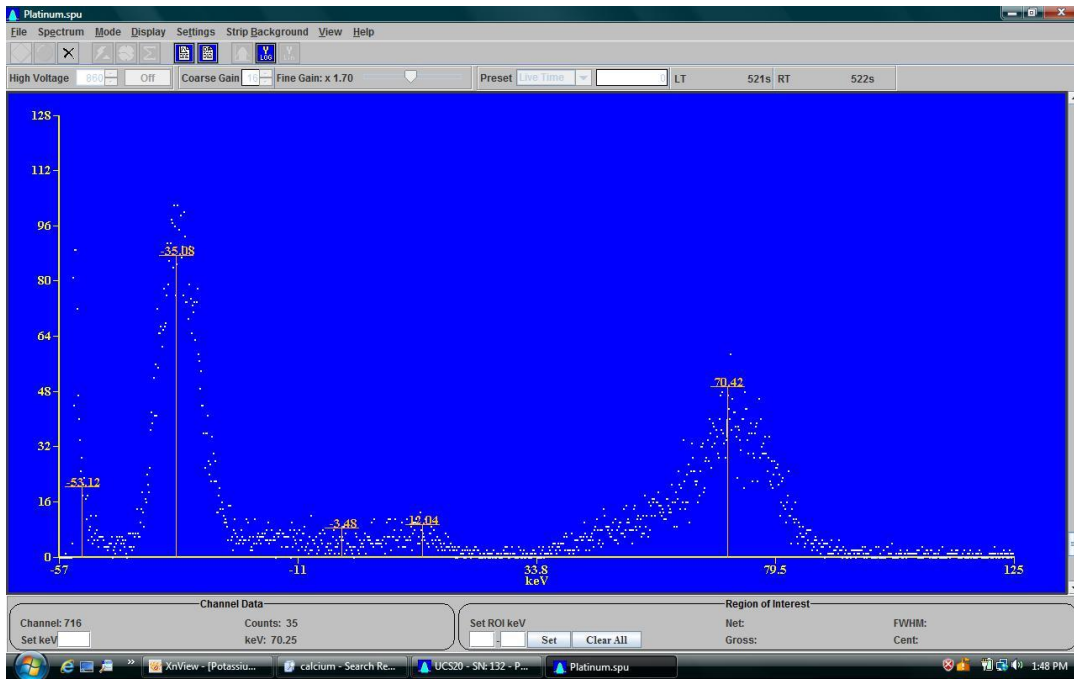 Platinum.spu
File Spectrum Mode Display Settings Strip Background View Help
Y LOG
High Voltage 860 Off Coarse Gain 16 Fine Gain: x 1.70 Preset Live Time 0 LT 521s RT 522s
128
112
96
-35.08
80
64
70.42
48
32
-53.12
16
-3.48 12.04
0
-57 -11 33.8 79.5 125
keV
Channel Data Region of Interest
Channel: 716 Counts: 35 Set ROI keV Net: FWHM:
Set keV keV: 70.25 - Set Clear All Gross: Cent:
XnView - [Potassiu... calcium - Search Re... UCS20 - SN: 132 - P... Platinum.spu 1:48 PM